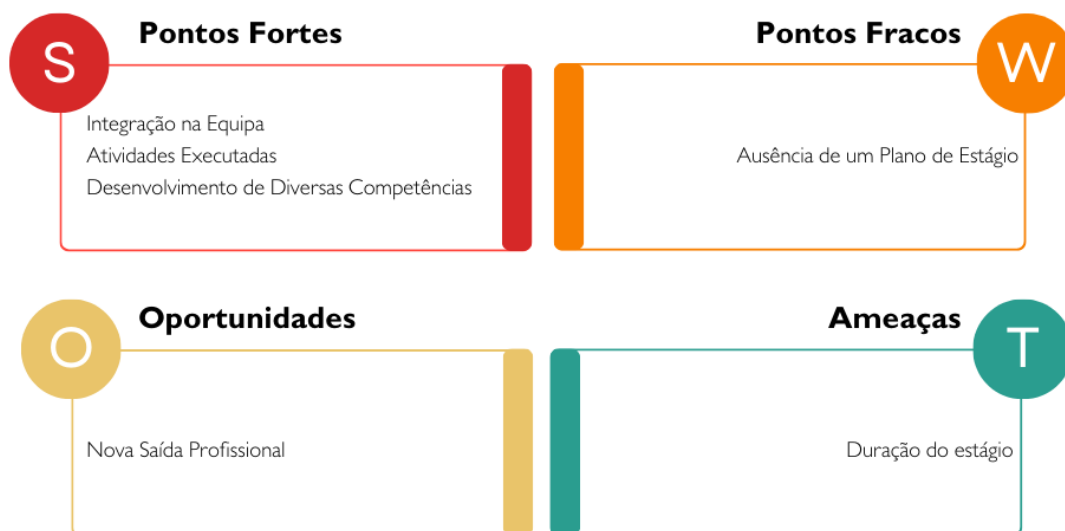 S
Pontos Fortes
Integração na Equipa
Atividades Executadas
Desenvolvimento de Diversas Competências
Pontos Fracos
W
Ausência de um Plano de Estágio
O
Oportunidades
Nova Saída Profissional
Ameaças
T
Duração do estágio